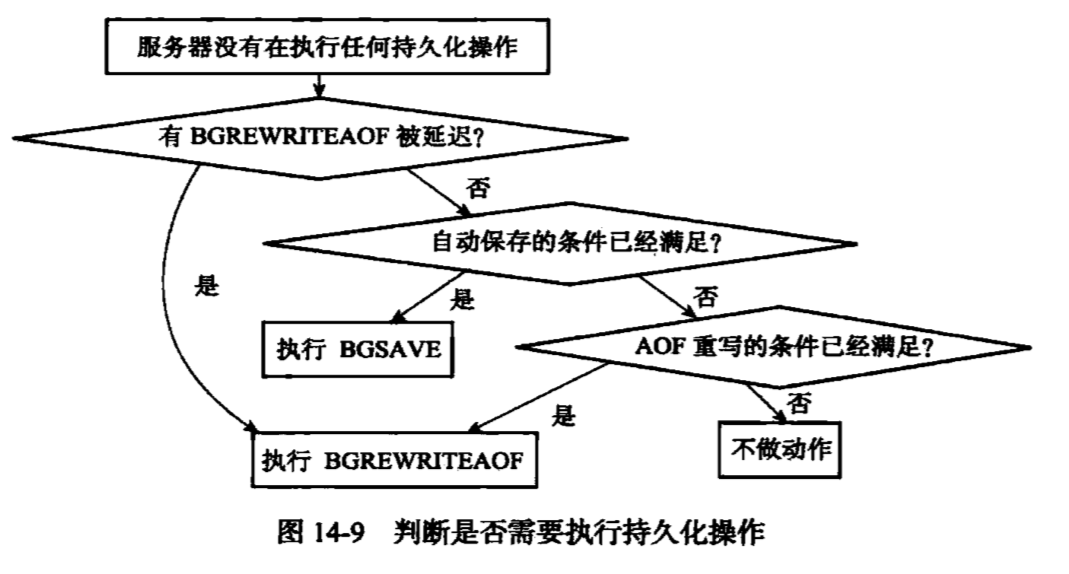 服务器没有在执行任何持久化操作
有 BGREWRITEAOF 被延迟?
否
自动保存的条件已经满足?
是
是
否
执行 BGSAVE
AOF 重写的条件已经满足?
是
否
执行 BGREWRITEAOF
不做动作
图 14-9 判断是否需要执行持久化操作